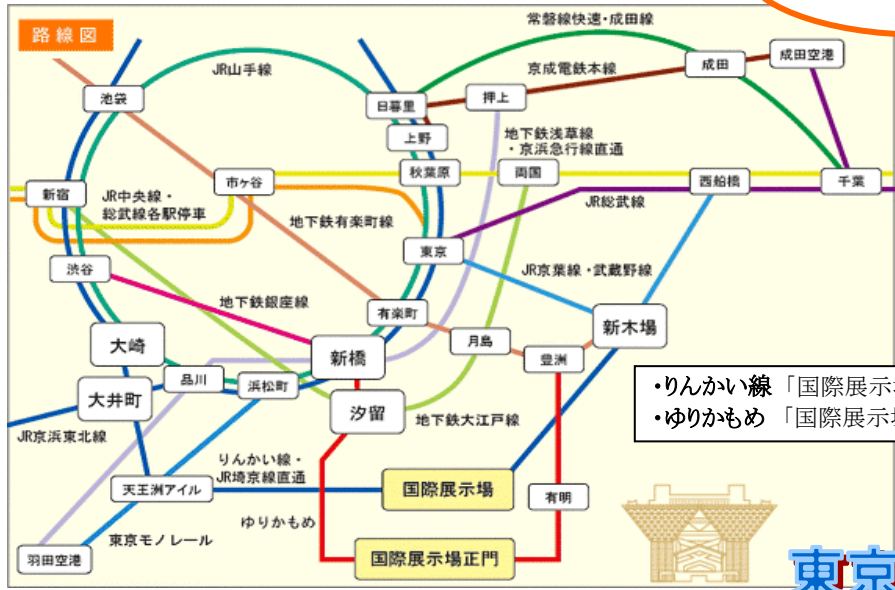 路線図
常磐線快速・成田線
JR山手線
京成電鉄本線
成田
成田空港
池袋
日暮里
押上
上野
地下鉄浅草線
・京浜急行線直通
秋葉原
両国
新宿
市ヶ谷
西船橋
千葉
JR中央線・
総武線各駅停車
地下鉄有楽町線
JR総武線
東京
渋谷
JR京葉線・武蔵野線
地下鉄銀座線
有楽町
新木場
大崎
新橋
月島
豊洲
品川
浜松町
大井町
汐留
地下鉄大江戸線
・りんかい線「国際展示
・ゆりかもめ「国際展示
JR京浜東北線
りんかい線・
JR埼京線直通
天王洲アイル
国際展示場
有明
ゆりかもめ
東京モノレール
羽田空港
国際展示場正門
東京